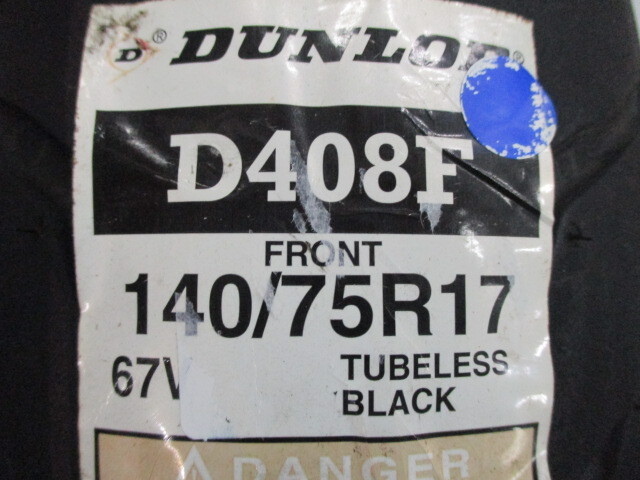 D® DUNLOP®
D408F
FRONT
140/75R17
67V TUBELESS
BLACK
⚠ DANGER